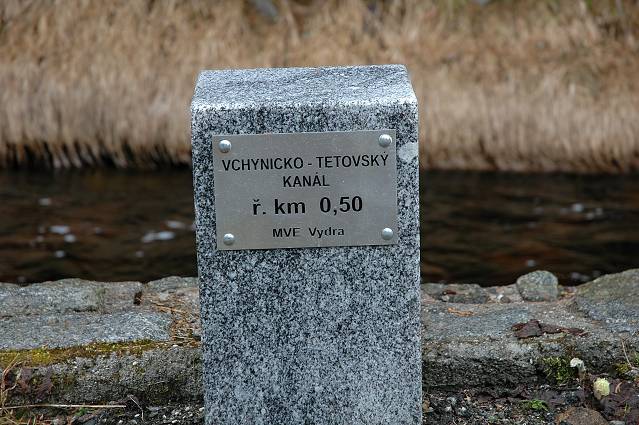 VCHYNICKO - TETOVSKÝ
KANÁL
ř. km 0,50
MVE Vydra